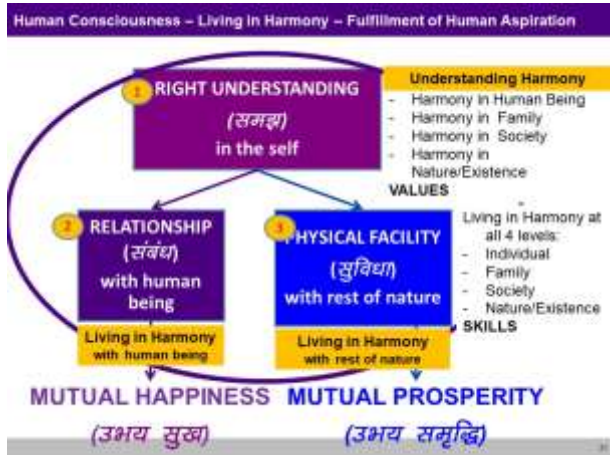 Human Consciousness – Living in Harmony – Fulfillment of Human Aspiration
1
RIGHT UNDERSTANDING
(समझ)
in the self
Understanding Harmony
- Harmony in Human Being
- Harmony in Family
- Harmony in Society
- Harmony in
Nature/Existence
VALUES
-
Living in Harmony at
all 4 levels:
- Individual
- Family
- Society
- Nature/Existence
SKILLS
2
RELATIONSHIP
(संबंध)
with human
being
Living in Harmony
with human being
3
PHYSICAL FACILITY
(सुविधा)
with rest of nature
Living in Harmony
with rest of nature
MUTUAL HAPPINESS
(उभय सुख)
MUTUAL PROSPERITY
(उभय समृद्धि)